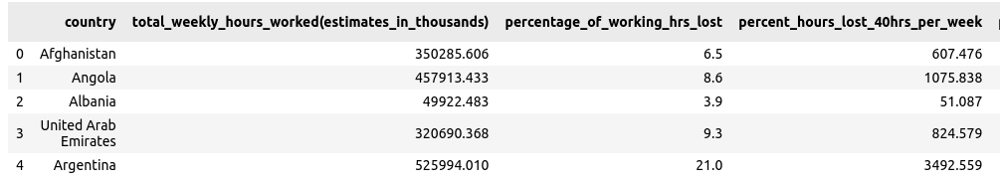 country total_weekly_hours_worked(estimates_in_thousands) percentage_of_working_hrs_lost percent_hours_lost_40hrs_per_week
0 Afghanistan 350285.606 6.5 607.476
1 Angola 457913.433 8.6 1075.838
2 Albania 49922.483 3.9 51.087
3 United Arab Emirates 320690.368 9.3 824.579
4 Argentina 525994.010 21.0 3492.559